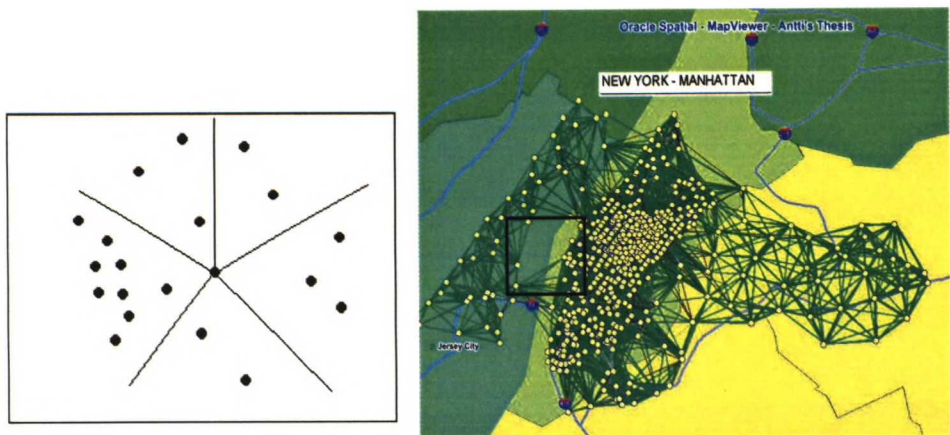 Oracle Spatial - MapViewer - Antti's Thesis
NEW YORK - MANHATTAN
Jersey City